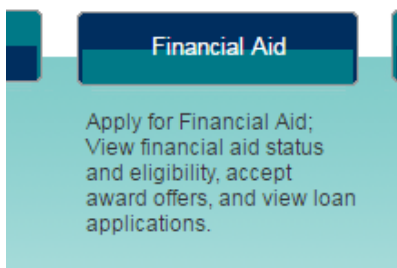 Financial Aid
Apply for Financial Aid;
View financial aid status
and eligibility, accept
award offers, and view loan
applications.